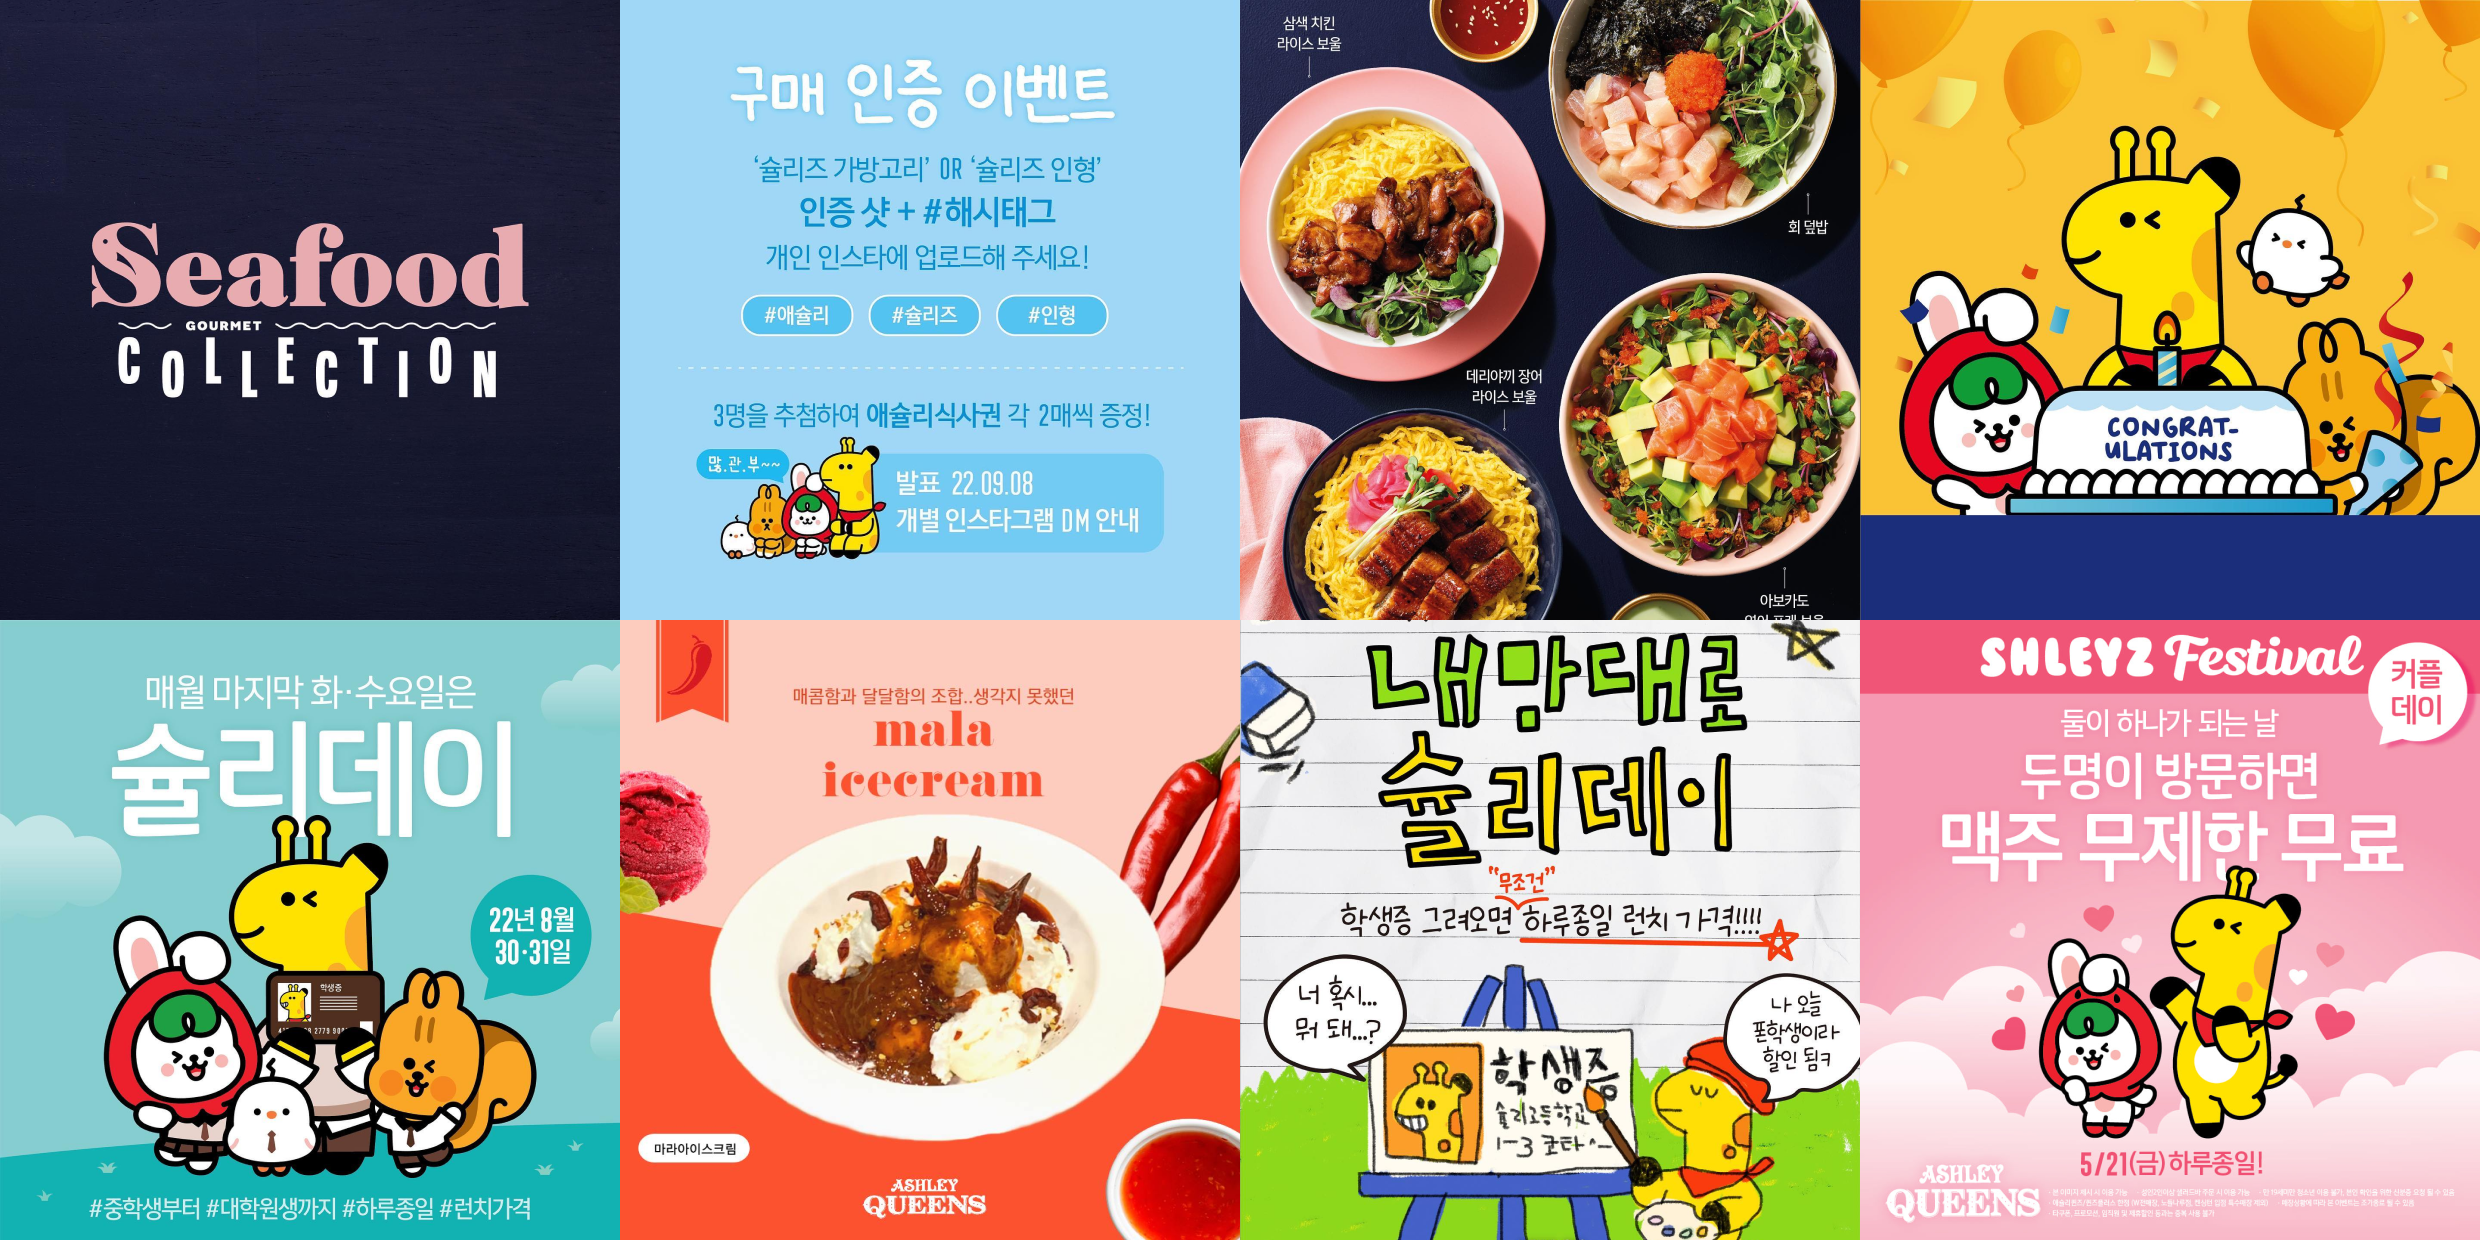 Seafood
GOURMET
COLLECTION
구매 인증 이벤트
‘슐리즈 가방고리’ OR ‘슐리즈 인형’
인증 샷 + #해시태그
개인 인스타에 업로드해 주세요!
#애슐리 #슐리즈 #인형
3명을 추첨하여 애슐리식사권 각 2매씩 증정!
많.관.부~~
발표 22.09.08
개별 인스타그램 DM 안내
삼색 치킨
라이스 보울
회 덮밥
데리야끼 장어
라이스 보울
아보카도
CONGRAT-
ULATIONS
매월 마지막 화·수요일은
슐리데이
22년 8월
30·31일
학생증
#중학생부터 #대학원생까지 #하루종일 #런치가격
매콤함과 달달함의 조합..생각지 못했던
mala
icecream
마라아이스크림
ASHLEY
QUEENS
내맘대로
슐리데이
“무조건”
학생증 그려오면 하루종일 런치 가격!!!!
너 혹시...
뭐 돼...?
나 오늘
폰학생이라
할인 됨ㅋ
학생증
슐리고등학교
SHLEYZ Festival
커플
데이
둘이 하나가 되는 날
두명이 방문하면
맥주 무제한 무료
5/21(금) 하루종일!
ASHLEY
QUEENS